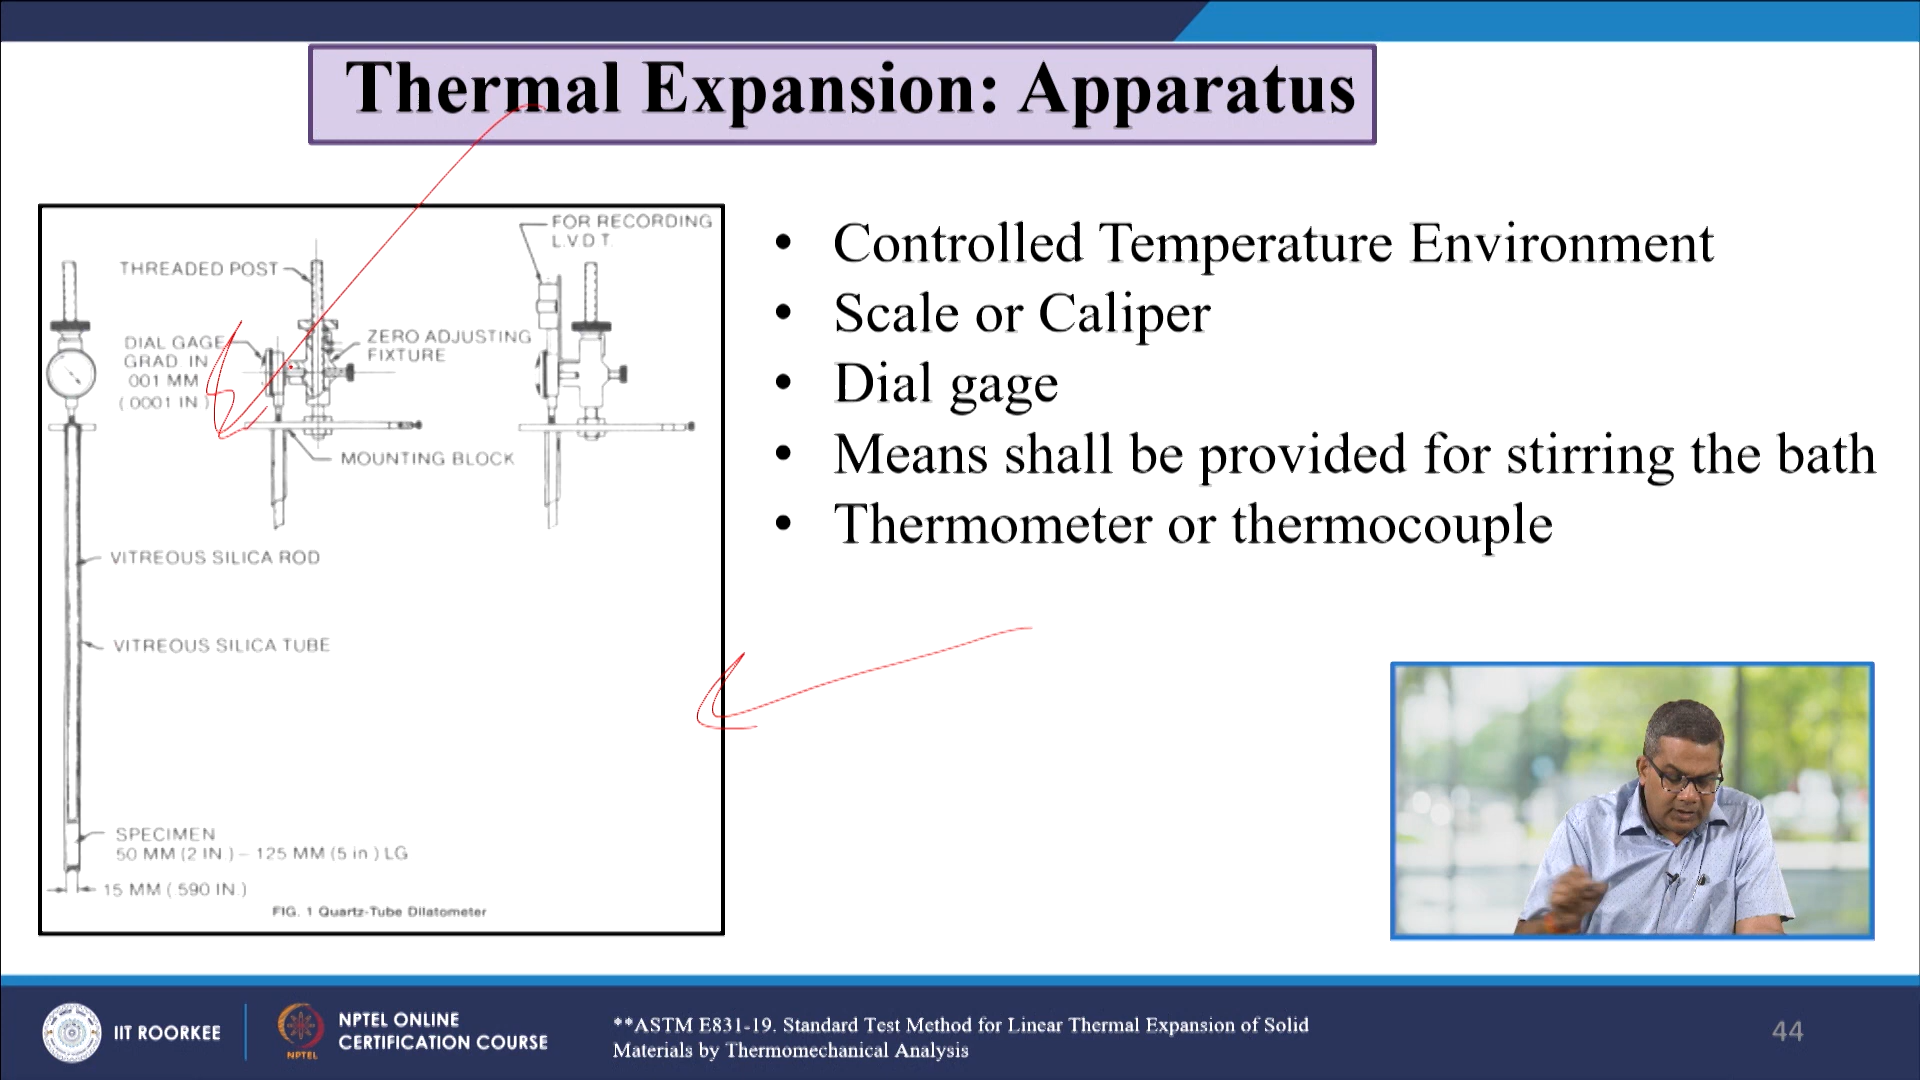 Thermal Expansion: Apparatus
FOR RECORDING
L.V.D.T.
THREADED POST
DIAL GAGE
GRAD IN
001 MM
(0001 IN)
ZERO ADJUSTING
FIXTURE
MOUNTING BLOCK
VITREOUS SILICA ROD
VITREOUS SILICA TUBE
SPECIMEN
50 MM (2 IN) - 125 MM (5 in) LG
15 MM (590 IN.)
FIG. 1 Quartz-Tube Dilatometer
• Controlled Temperature Environment
• Scale or Caliper
• Dial gage
• Means shall be provided for stirring the bath
• Thermometer or thermocouple
IIT ROORKEE
NPTEL
NPTEL ONLINE
CERTIFICATION COURSE
**ASTM E831-19. Standard Test Method for Linear Thermal Expansion of Solid
Materials by Thermomechanical Analysis
44